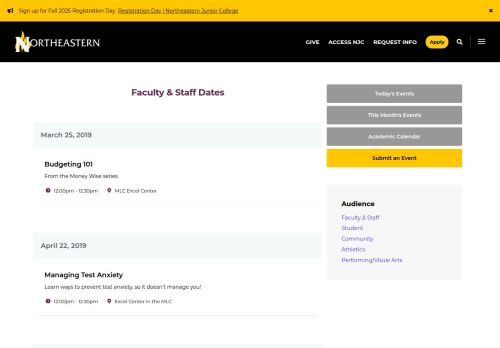 Sign up for Fall 2025 Registration Day Registration Day | Northeastern Junior College ×
NORTHEASTERN GIVE ACCESS NJC REQUEST INFO Apply
Faculty & Staff Dates
March 25, 2019
Budgeting 101
From the Money Wise series
12:00pm - 12:30pm MLC Excel Center
April 22, 2019
Managing Test Anxiety
Learn ways to prevent test anxiety, so it doesn't manage you!
12:00pm - 12:30pm Excel Center in the MLC
Today's Events
This Month's Events
Academic Calendar
Submit an Event
Audience
Faculty & Staff
Student
Community
Athletics
Performing/Visual Arts